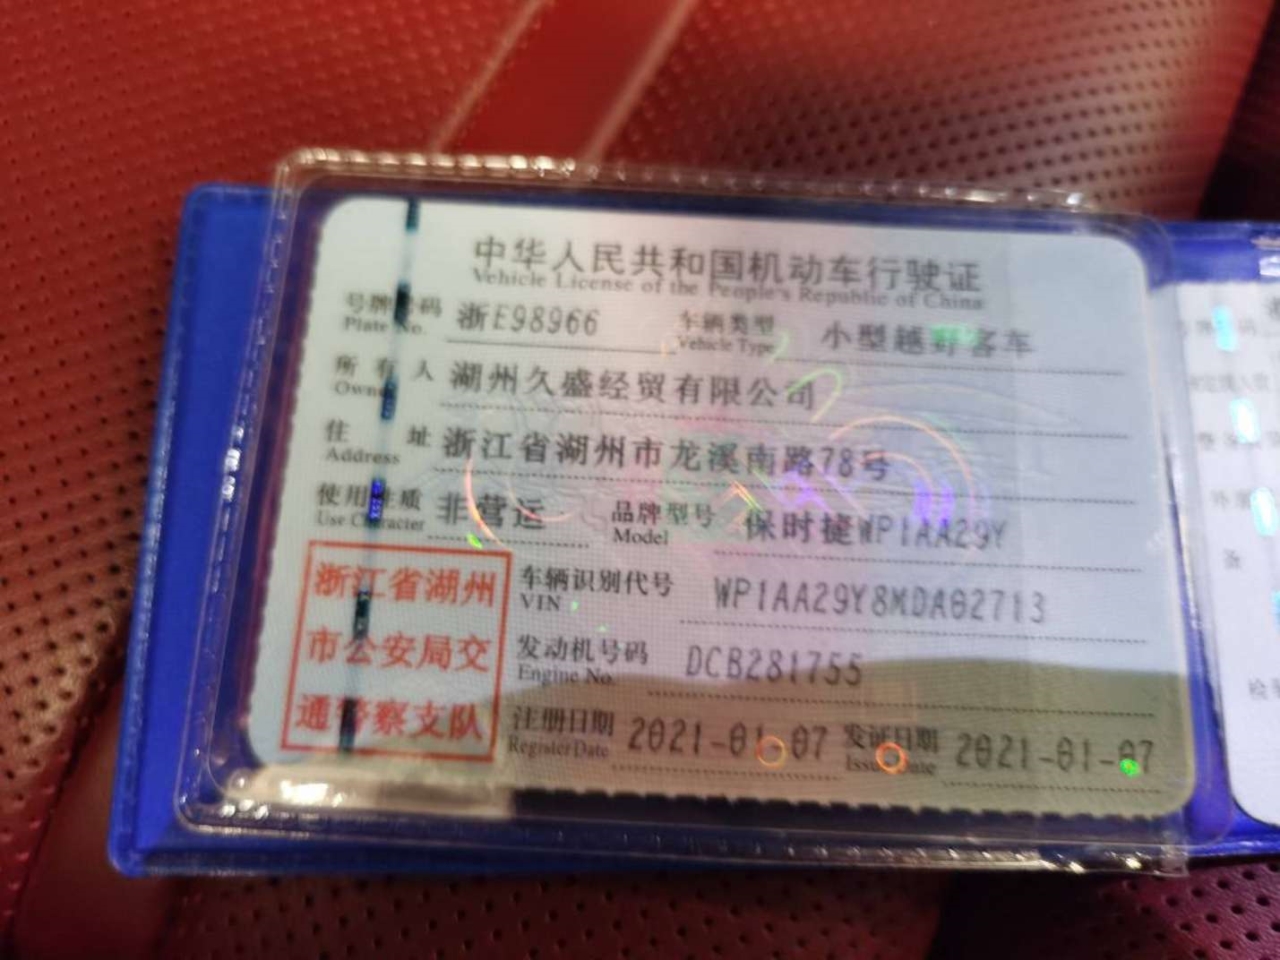 中华人民共和国机动车行驶证
Vehicle License of the People's Republic of China
号牌号码 浙E98966 车辆类型 小型越野客车
Plate No. Vehicle Type
所有人 湖州久盛经贸有限公司
Owner
住址 浙江省湖州市龙溪南路78号
Address
使用性质 非营运 品牌型号 保时捷WP1AA29Y
Use Character Model
浙江省湖州
市公安局交
通警察支队
车辆识别代号 WP1AA29Y8MDA02713
VIN
发动机号码 DCB281755
Engine No.
注册日期 2021-01-07 发证日期 2021-01-07
Register Date Issue Date